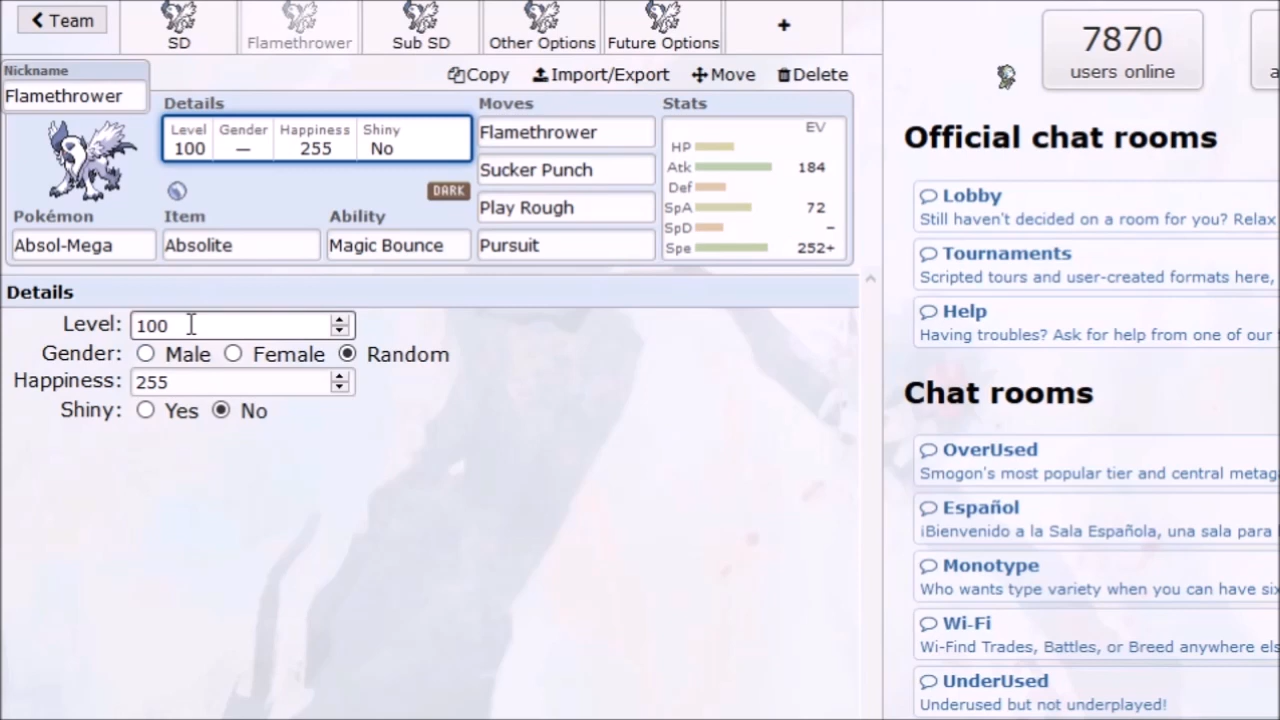 Team
SD
Flamethrower
Sub SD
Other Options
Future Options
+
7870
users online
Nickname
Flamethrower
Copy
Import/Export
Move
Delete
Details
Level
Gender
Happiness
Shiny
100
—
255
No
DARK
Pokémon
Item
Ability
Absol-Mega
Absolite
Magic Bounce
Moves
Flamethrower
Sucker Punch
Play Rough
Pursuit
Stats
EV
HP
Atk 184
Def
SpA 72
SpD –
Spe 252+
Details
Level: 100
Gender: Male Female Random
Happiness: 255
Shiny: Yes No
Official chat rooms
Lobby
Still haven't decided on a room for you? Relax
Tournaments
Scripted tours and user-created formats here,
Help
Having troubles? Ask for help from one of our
Chat rooms
OverUsed
Smogon's most popular tier and central metag
Español
¡Bienvenido a la Sala Española, una sala para
Monotype
Who wants type variety when you can have six
Wi-Fi
Wi-Find Trades, Battles, or Breed anywhere els
UnderUsed
Underused but not underplayed!